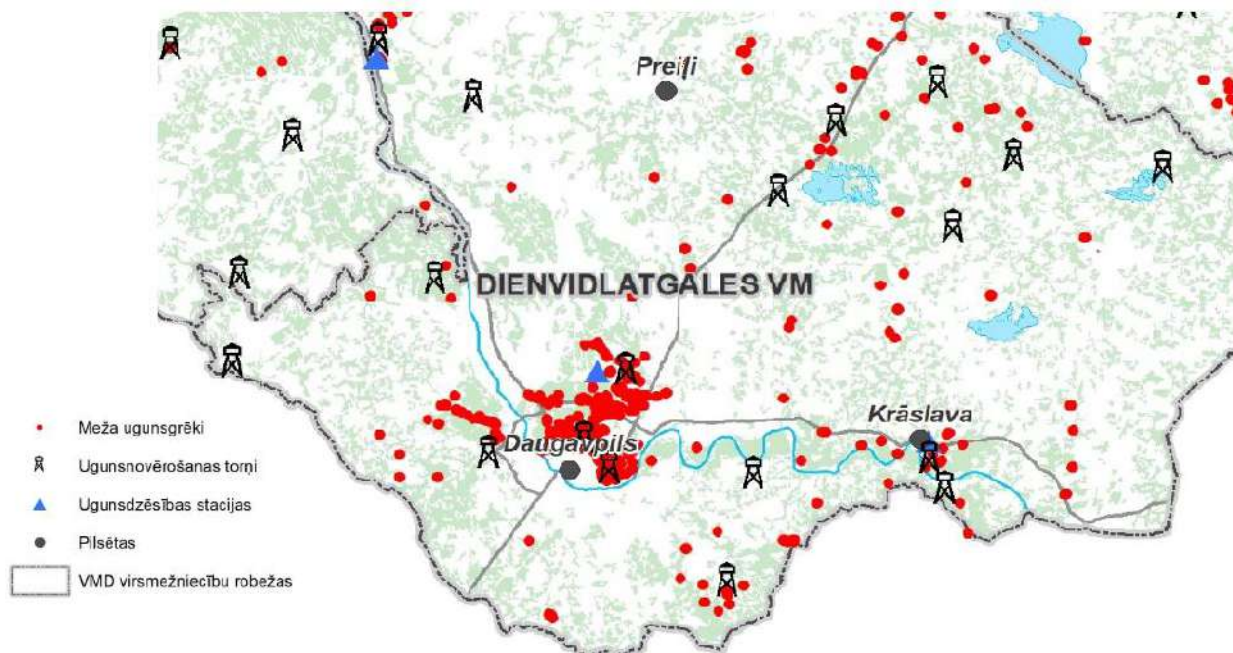 Preiļi
DIENVIDLATGALES VM
Krāslava
Daugavpils
Meža ugunsgrēki
Ugunsnovērošanas torņi
Ugunsdzēsības stacijas
Pilsētas
VMD virsmežniecību robežas